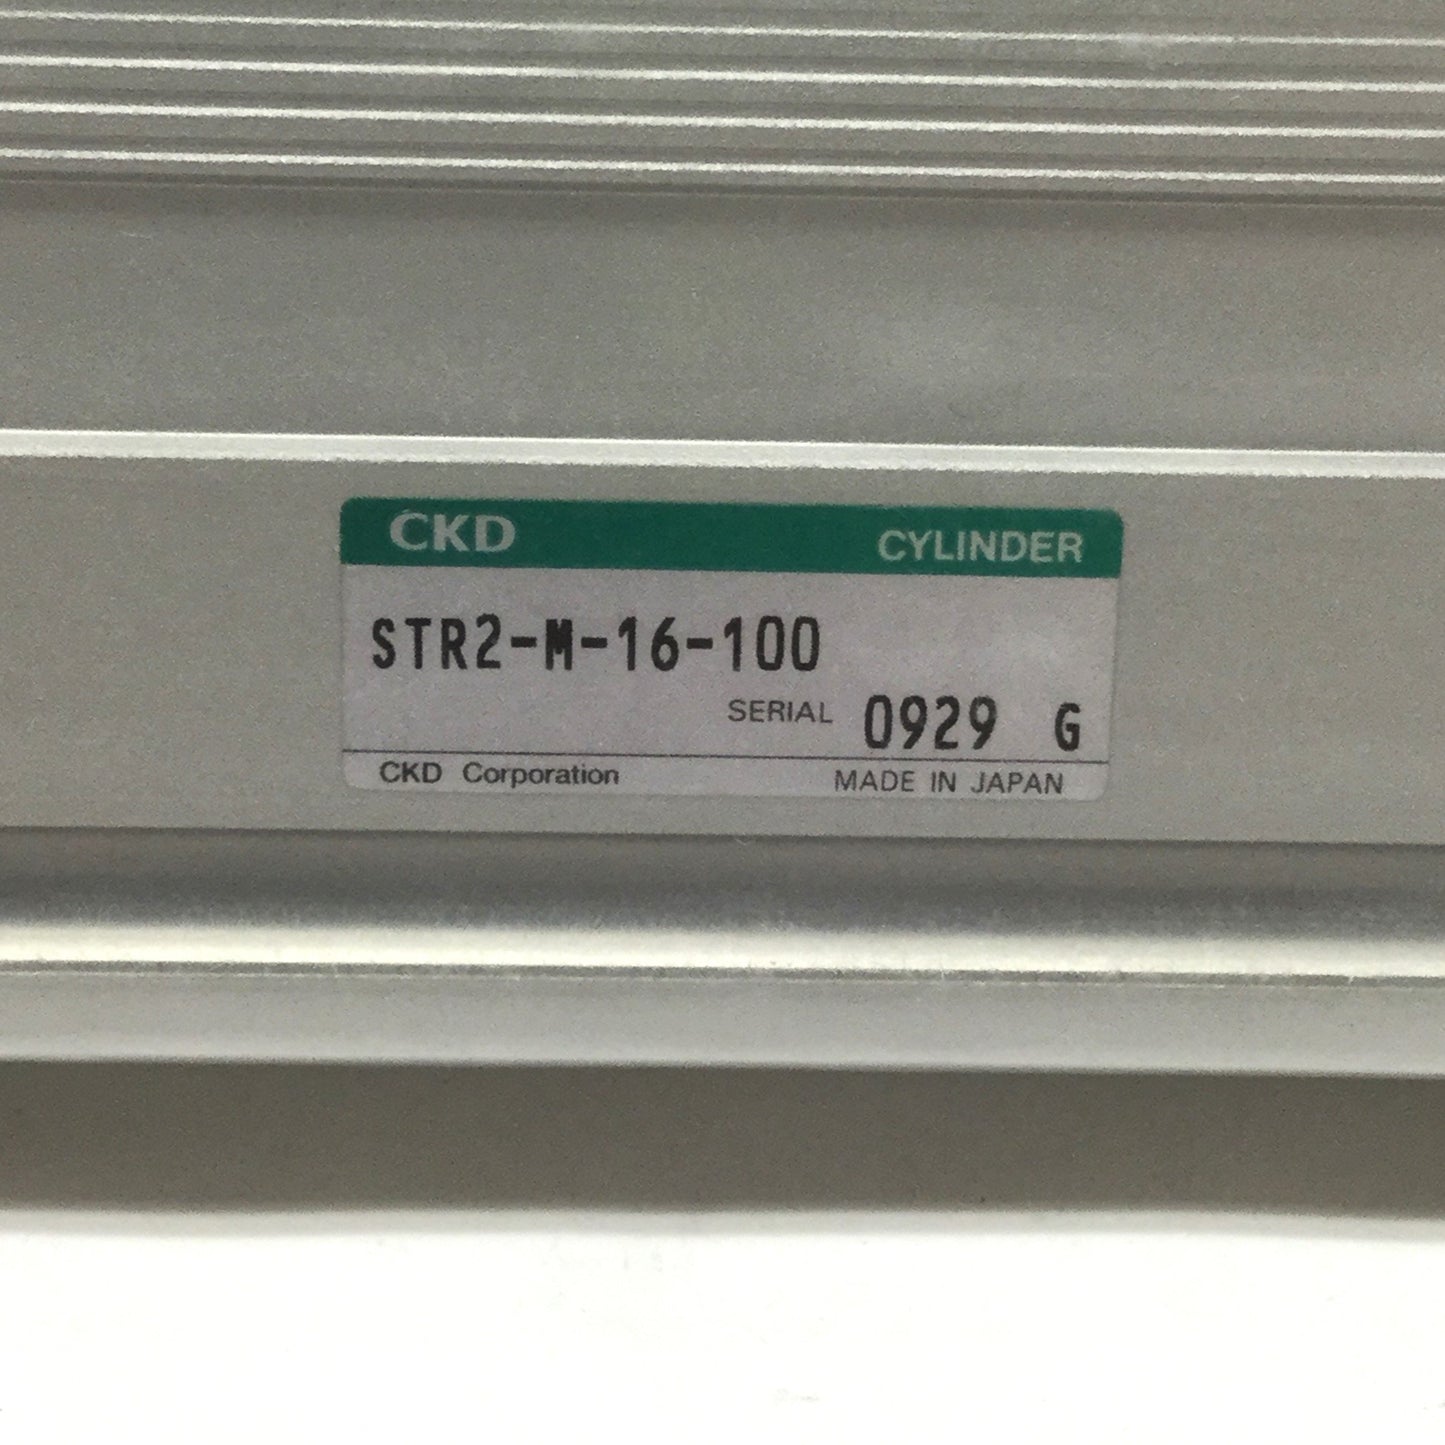 CKD CYLINDER
STR2-M-16-100
SERIAL 0929 G
CKD Corporation MADE IN JAPAN